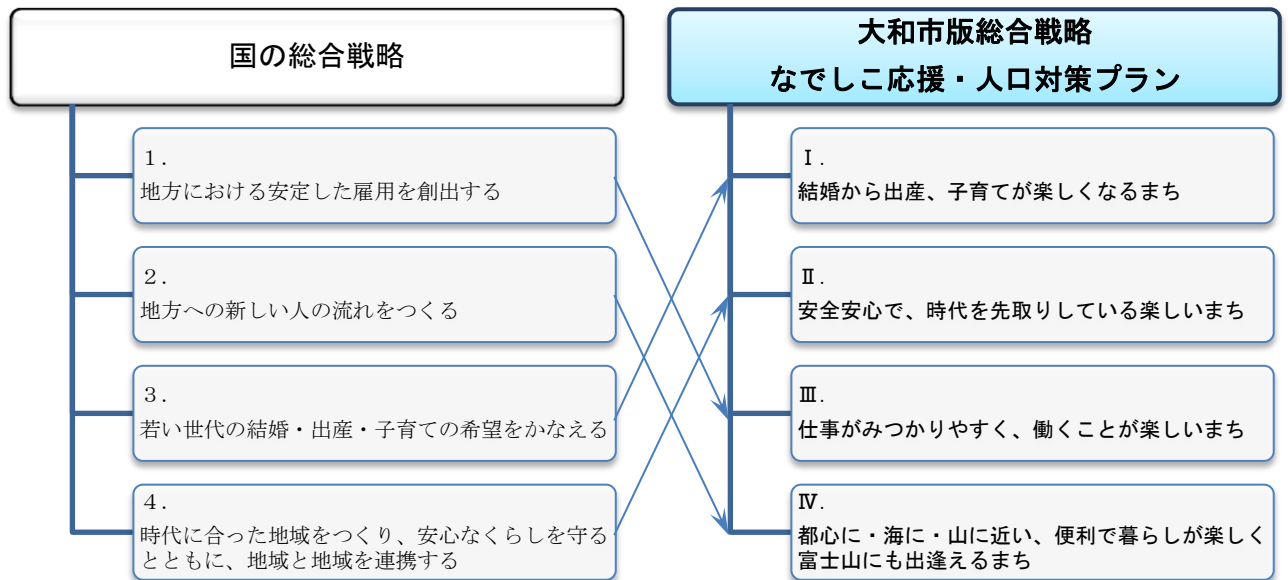 国の総合戦略
１．
地方における安定した雇用を創出する
２．
地方への新しい人の流れをつくる
３．
若い世代の結婚・出産・子育ての希望をかなえる
４．
時代に合った地域をつくり、安心なくらしを守る
とともに、地域と地域を連携する
大和市版総合戦略
なでしこ応援・人口対策プラン
Ⅰ．
結婚から出産、子育てが楽しくなるまち
Ⅱ．
安全安心で、時代を先取りしている楽しいまち
Ⅲ．
仕事がみつかりやすく、働くことが楽しいまち
Ⅳ．
都心に・海に・山に近い、便利で暮らしが楽しく
富士山にも出逢えるまち